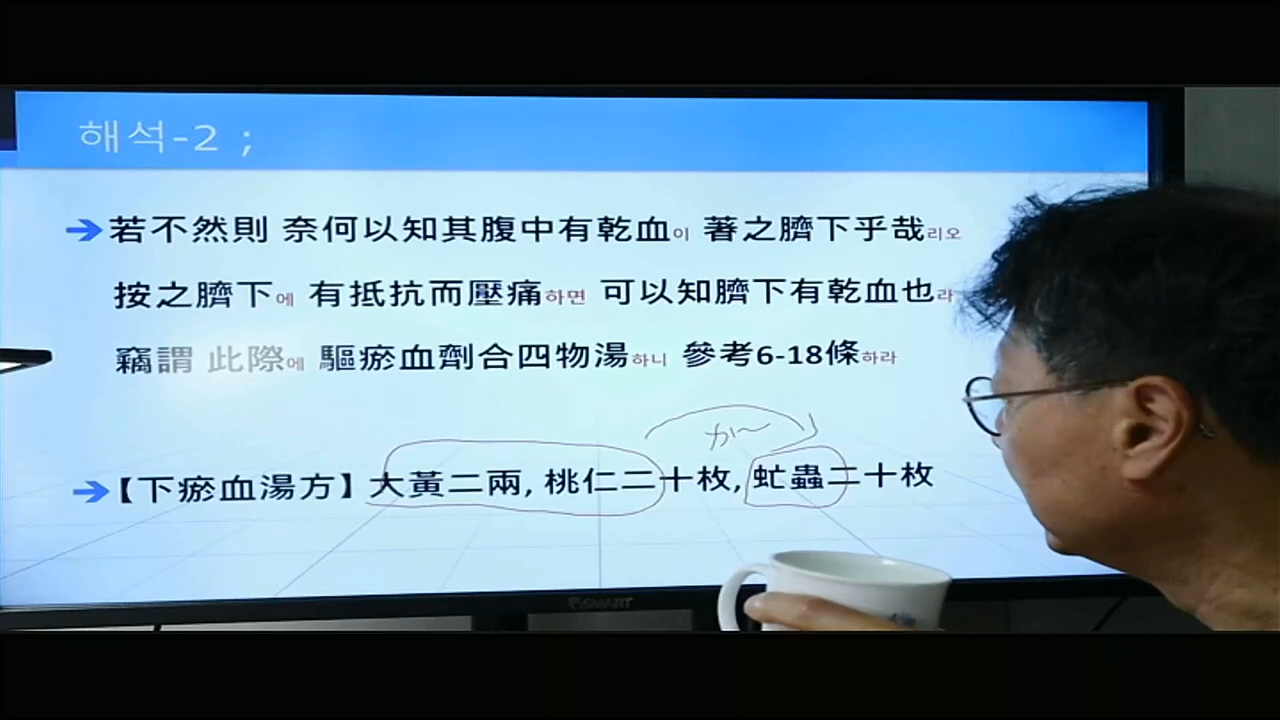 해석-2 ;
➔ 若不然則 奈何以知其腹中有乾血이 著之臍下乎哉리오
按之臍下에 有抵抗而壓痛하면 可以知臍下有乾血也라
竊謂 此際에 驅瘀血劑合四物湯하니 參考6-18條하라
가~
➔【下瘀血湯方】大黃二兩, 桃仁二十枚, 虻蟲二十枚